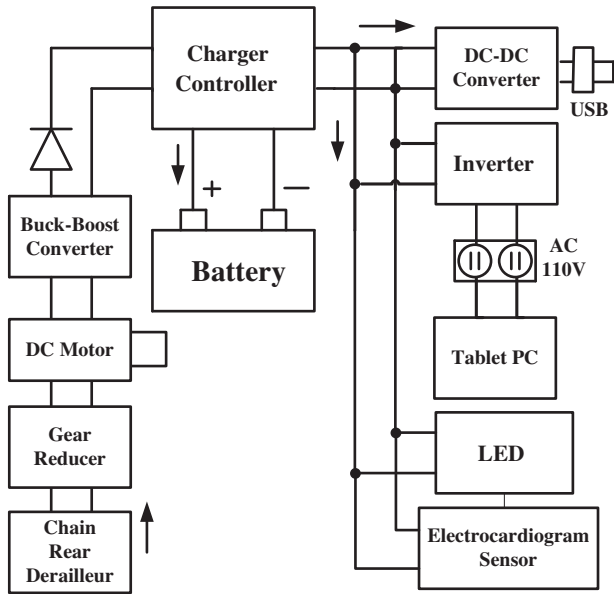 Charger
Controller
DC-DC
Converter
USB
Inverter
+
−
Buck-Boost
Converter
Battery
AC
110V
DC Motor
Tablet PC
Gear
Reducer
LED
Chain
Rear
Derailleur
Electrocardiogram
Sensor